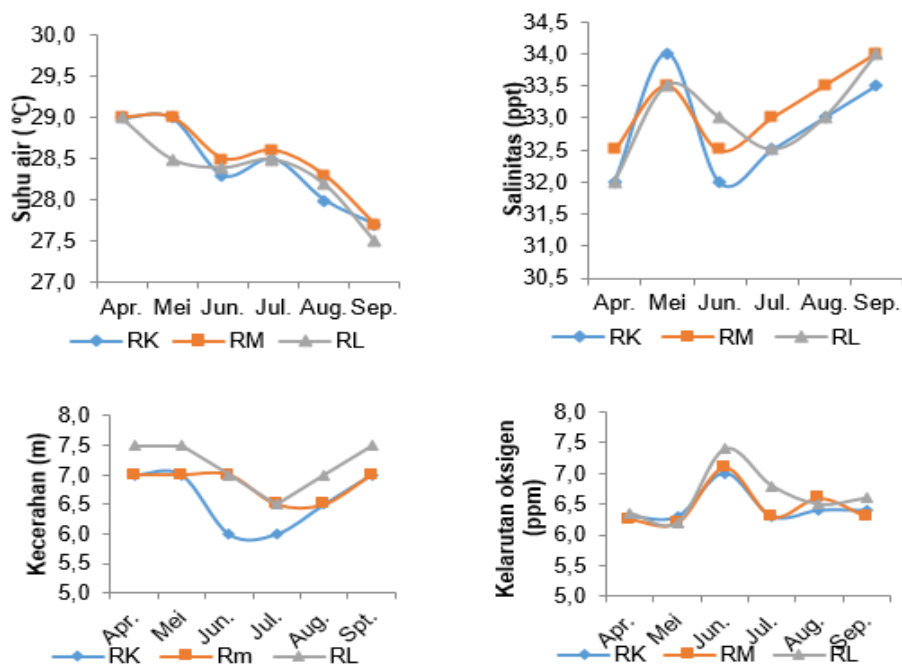 Suhu air (ºC)
30,0
29,5
29,0
28,5
28,0
27,5
27,0
Apr. Mei Jun. Jul. Aug. Sep.
RK RM RL
Salinitas (ppt)
34,5
34,0
33,5
33,0
32,5
32,0
31,5
31,0
30,5
Apr. Mei Jun. Jul. Aug. Sep.
RK RM RL
Kecerahan (m)
8,0
7,5
7,0
6,5
6,0
5,5
5,0
Apr. Mei Jun. Jul. Aug. Spt.
RK Rm RL
Kelarutan oksigen
(ppm)
8,0
7,5
7,0
6,5
6,0
5,5
5,0
Apr. Mei Jun. Jul. Aug. Sep.
RK RM RL